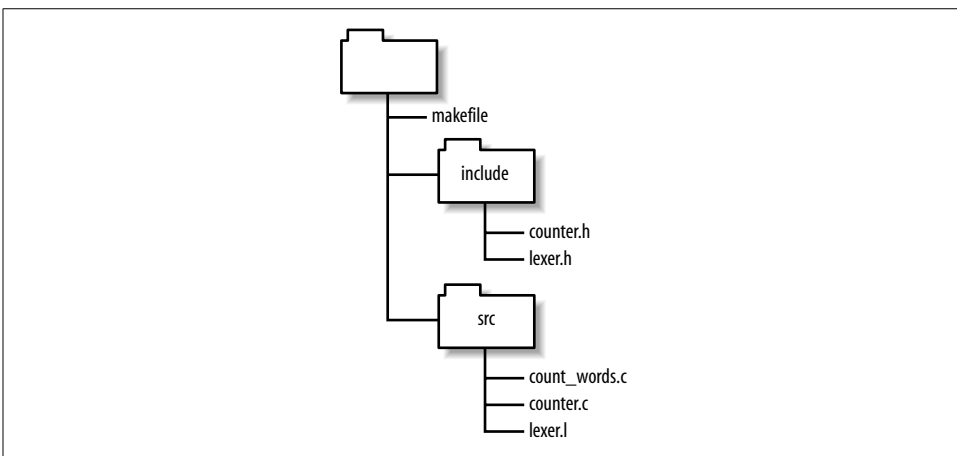 makefile
include
counter.h
lexer.h
src
count_words.c
counter.c
lexer.l